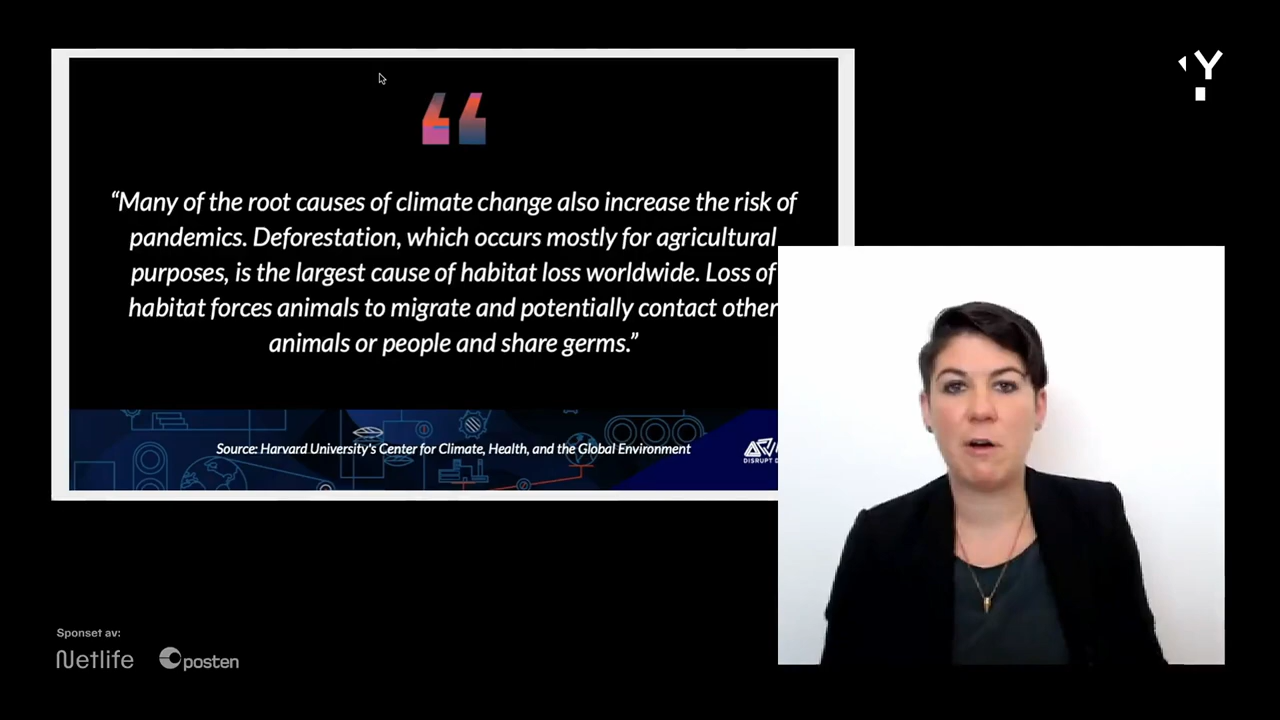 “Many of the root causes of climate change also increase the risk of
pandemics. Deforestation, which occurs mostly for agricultural
purposes, is the largest cause of habitat loss worldwide. Loss of
habitat forces animals to migrate and potentially contact other
animals or people and share germs.”
Source: Harvard University's Center for Climate, Health, and the Global Environment
DISRUPT
Sponset av:
Netlife
posten
Y